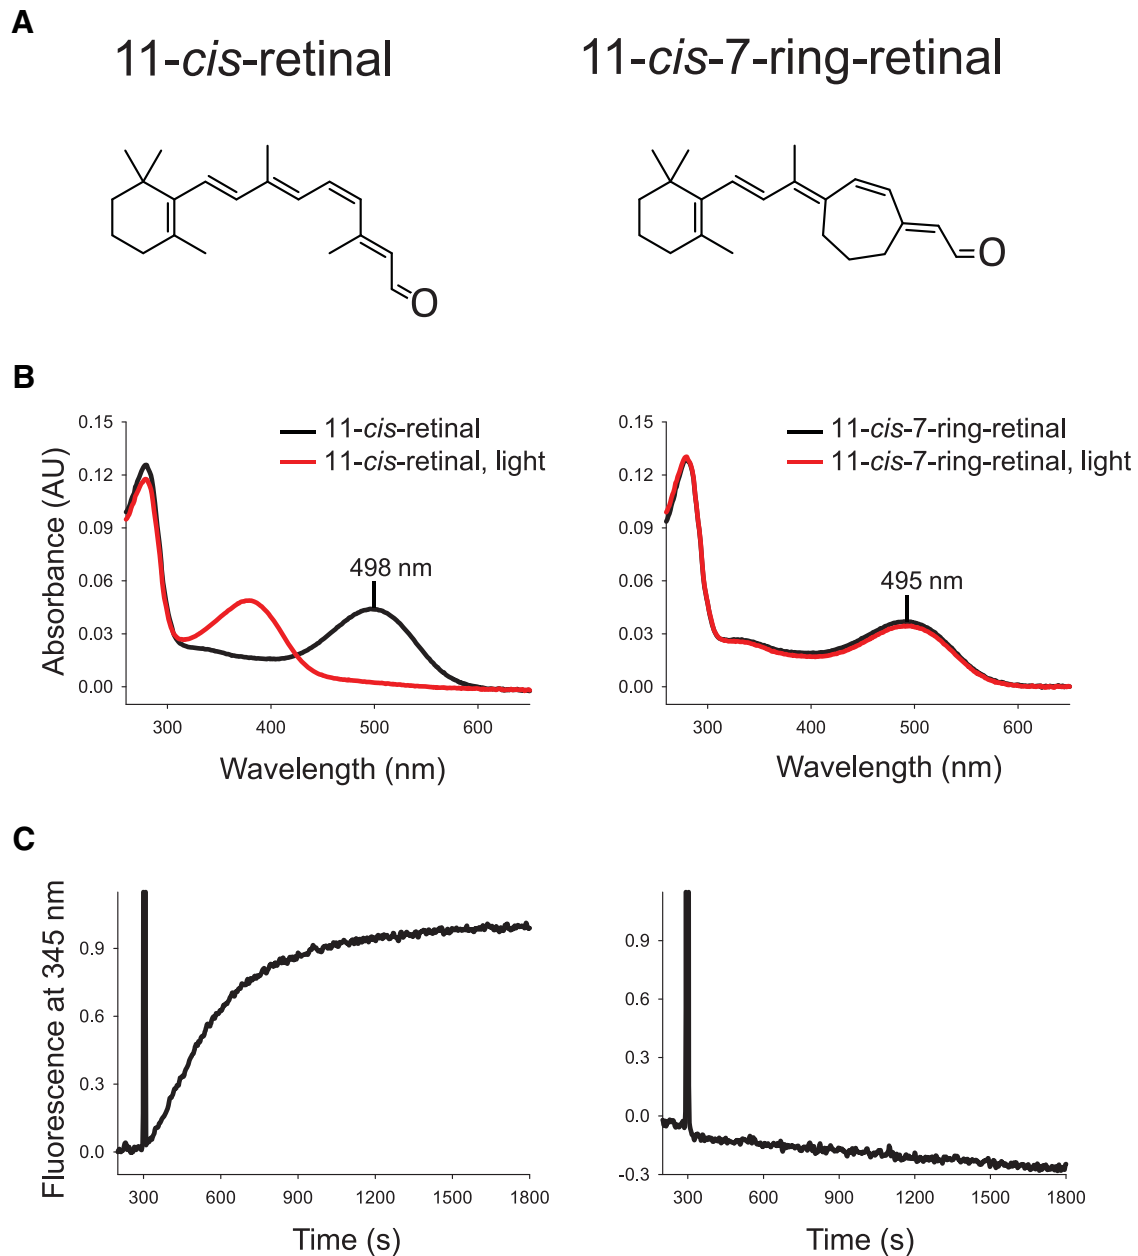 A
11-cis-retinal
11-cis-7-ring-retinal
O
O
B
Absorbance (AU)
0.15
0.12
0.09
0.06
0.03
0.00
11-cis-retinal
11-cis-retinal, light
498 nm
300
400
500
600
Wavelength (nm)
0.15
0.12
0.09
0.06
0.03
0.00
11-cis-7-ring-retinal
11-cis-7-ring-retinal, light
495 nm
300
400
500
600
Wavelength (nm)
C
Fluorescence at 345 nm
0.9
0.6
0.3
0.0
300
600
900
1200
1500
1800
Time (s)
0.9
0.6
0.3
0.0
-0.3
300
600
900
1200
1500
1800
Time (s)